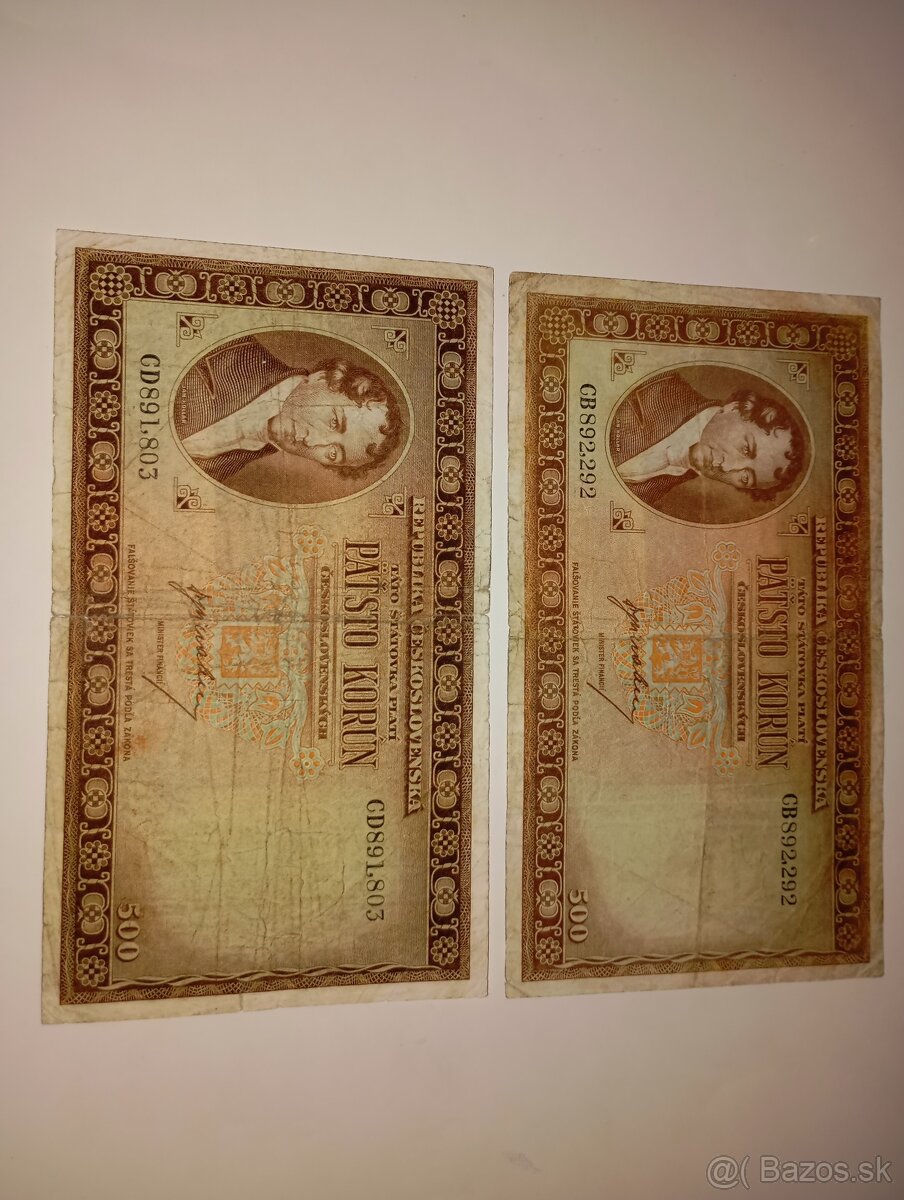 REPUBLIKA ČESKOSLOVENSKÁ
TÁTO ŠTÁTOVKA PLATÍ
PÄŤSTO KORÚN
ČESKOSLOVENSKÝCH
CD891,803
CD891,803
MINISTER FINANCIÍ
FALŠOVANIE ŠTÁTOVIEK SA TRESTÁ PODĽA ZÁKONA
500
REPUBLIKA ČESKOSLOVENSKÁ
TÁTO ŠTÁTOVKA PLATÍ
PÄŤSTO KORÚN
ČESKOSLOVENSKÝCH
CB892,292
CB892,292
MINISTER FINANCIÍ
FALŠOVANIE ŠTÁTOVIEK SA TRESTÁ PODĽA ZÁKONA
500
@( Bazos.sk